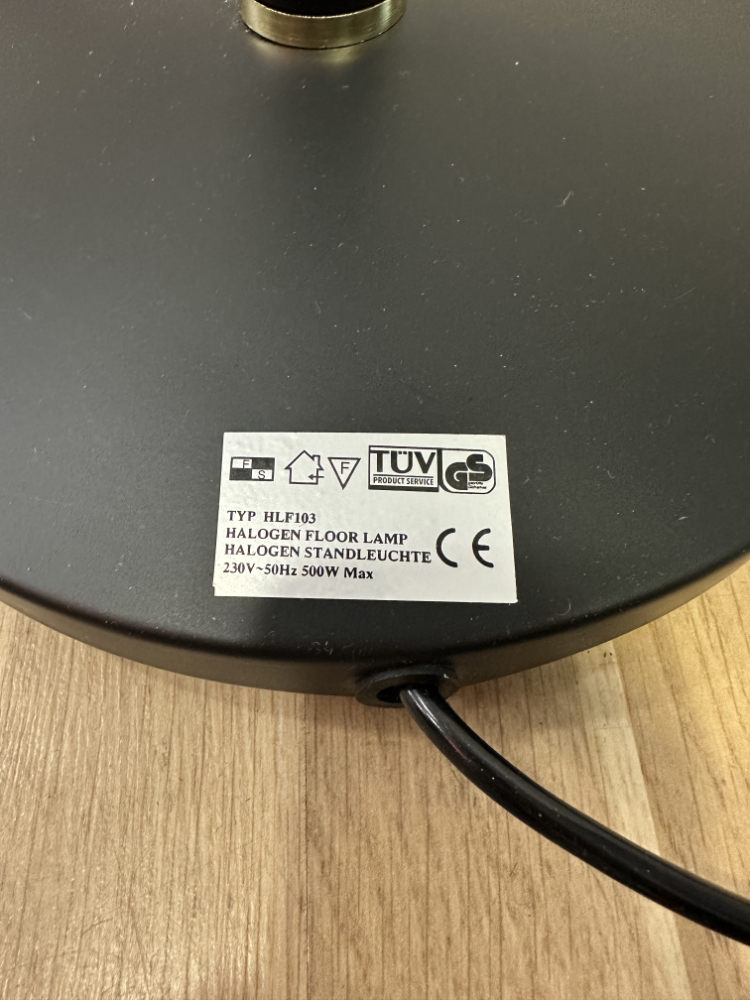 F
S
F
TÜV
PRODUCT SERVICE
GS
TYP HLF103
HALOGEN FLOOR LAMP
HALOGEN STANDLEUCHTE
CE
230V~50Hz 500W Max